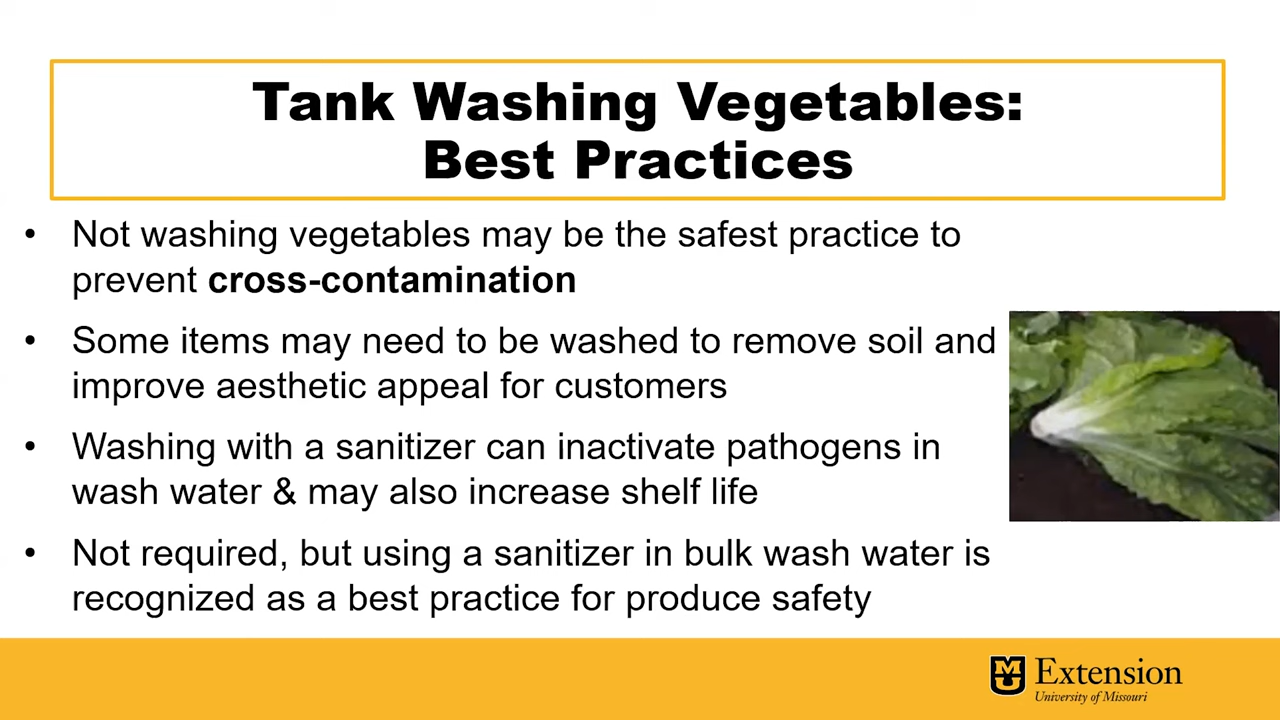 Tank Washing Vegetables:
Best Practices
• Not washing vegetables may be the safest practice to
prevent cross-contamination
• Some items may need to be washed to remove soil and
improve aesthetic appeal for customers
• Washing with a sanitizer can inactivate pathogens in
wash water & may also increase shelf life
• Not required, but using a sanitizer in bulk wash water is
recognized as a best practice for produce safety
MU Extension
University of Missouri